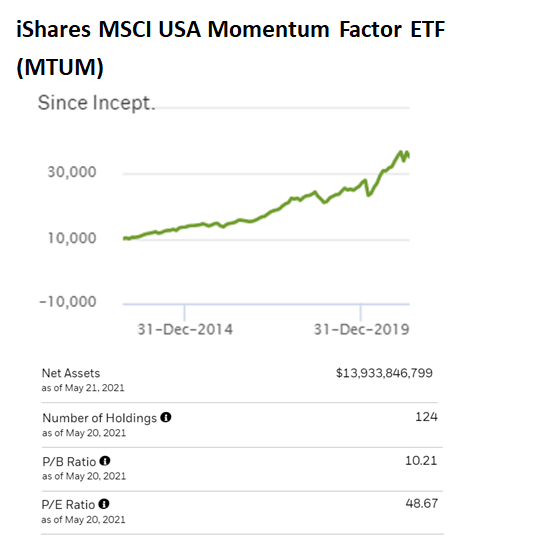 iShares MSCI USA Momentum Factor ETF
(MTUM)
Since Incept.
30,000
10,000
-10,000
31-Dec-2014 31-Dec-2019
Net Assets $13,933,846,799
as of May 21, 2021
Number of Holdings 124
as of May 20, 2021
P/B Ratio 10.21
as of May 20, 2021
P/E Ratio 48.67
as of May 20, 2021